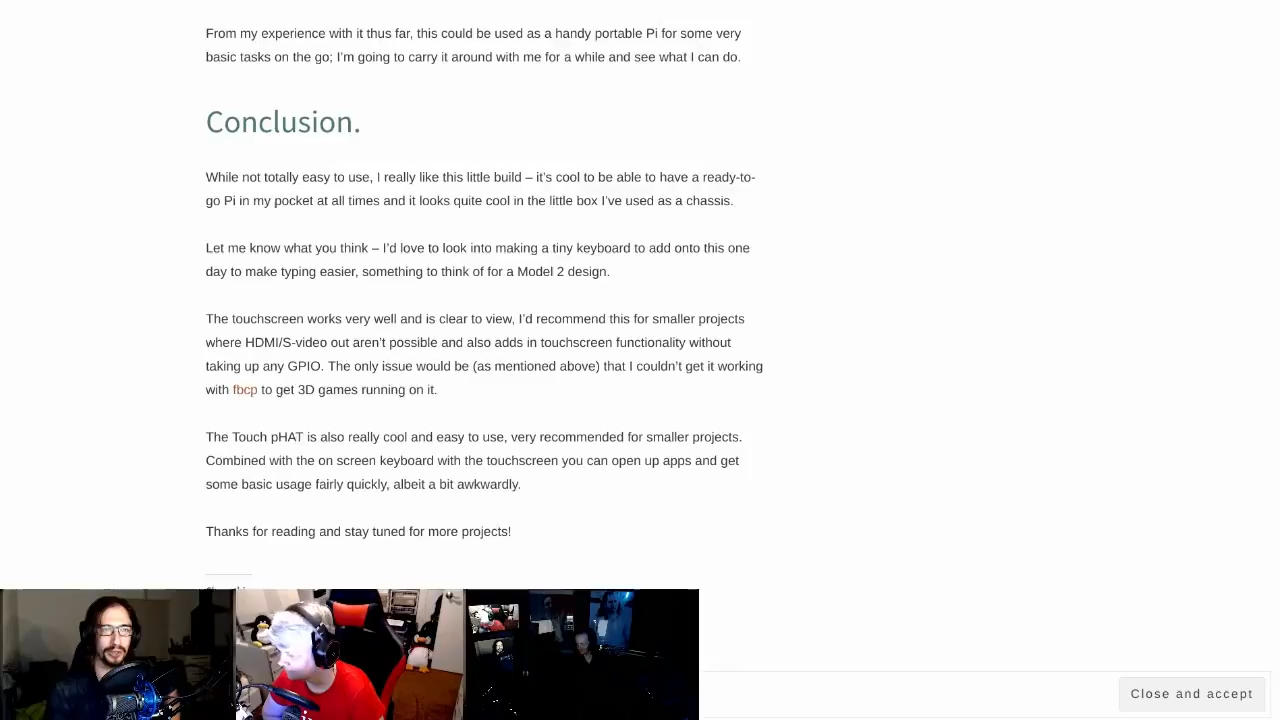 From my experience with it thus far, this could be used as a handy portable Pi for some very
basic tasks on the go; I’m going to carry it around with me for a while and see what I can do.
Conclusion.
While not totally easy to use, I really like this little build – it’s cool to be able to have a ready-to-
go Pi in my pocket at all times and it looks quite cool in the little box I’ve used as a chassis.
Let me know what you think – I’d love to look into making a tiny keyboard to add onto this one
day to make typing easier, something to think of for a Model 2 design.
The touchscreen works very well and is clear to view, I’d recommend this for smaller projects
where HDMI/S-video out aren’t possible and also adds in touchscreen functionality without
taking up any GPIO. The only issue would be (as mentioned above) that I couldn’t get it working
with fbcp to get 3D games running on it.
The Touch pHAT is also really cool and easy to use, very recommended for smaller projects.
Combined with the on screen keyboard with the touchscreen you can open up apps and get
some basic usage fairly quickly, albeit a bit awkwardly.
Thanks for reading and stay tuned for more projects!
Close and accept